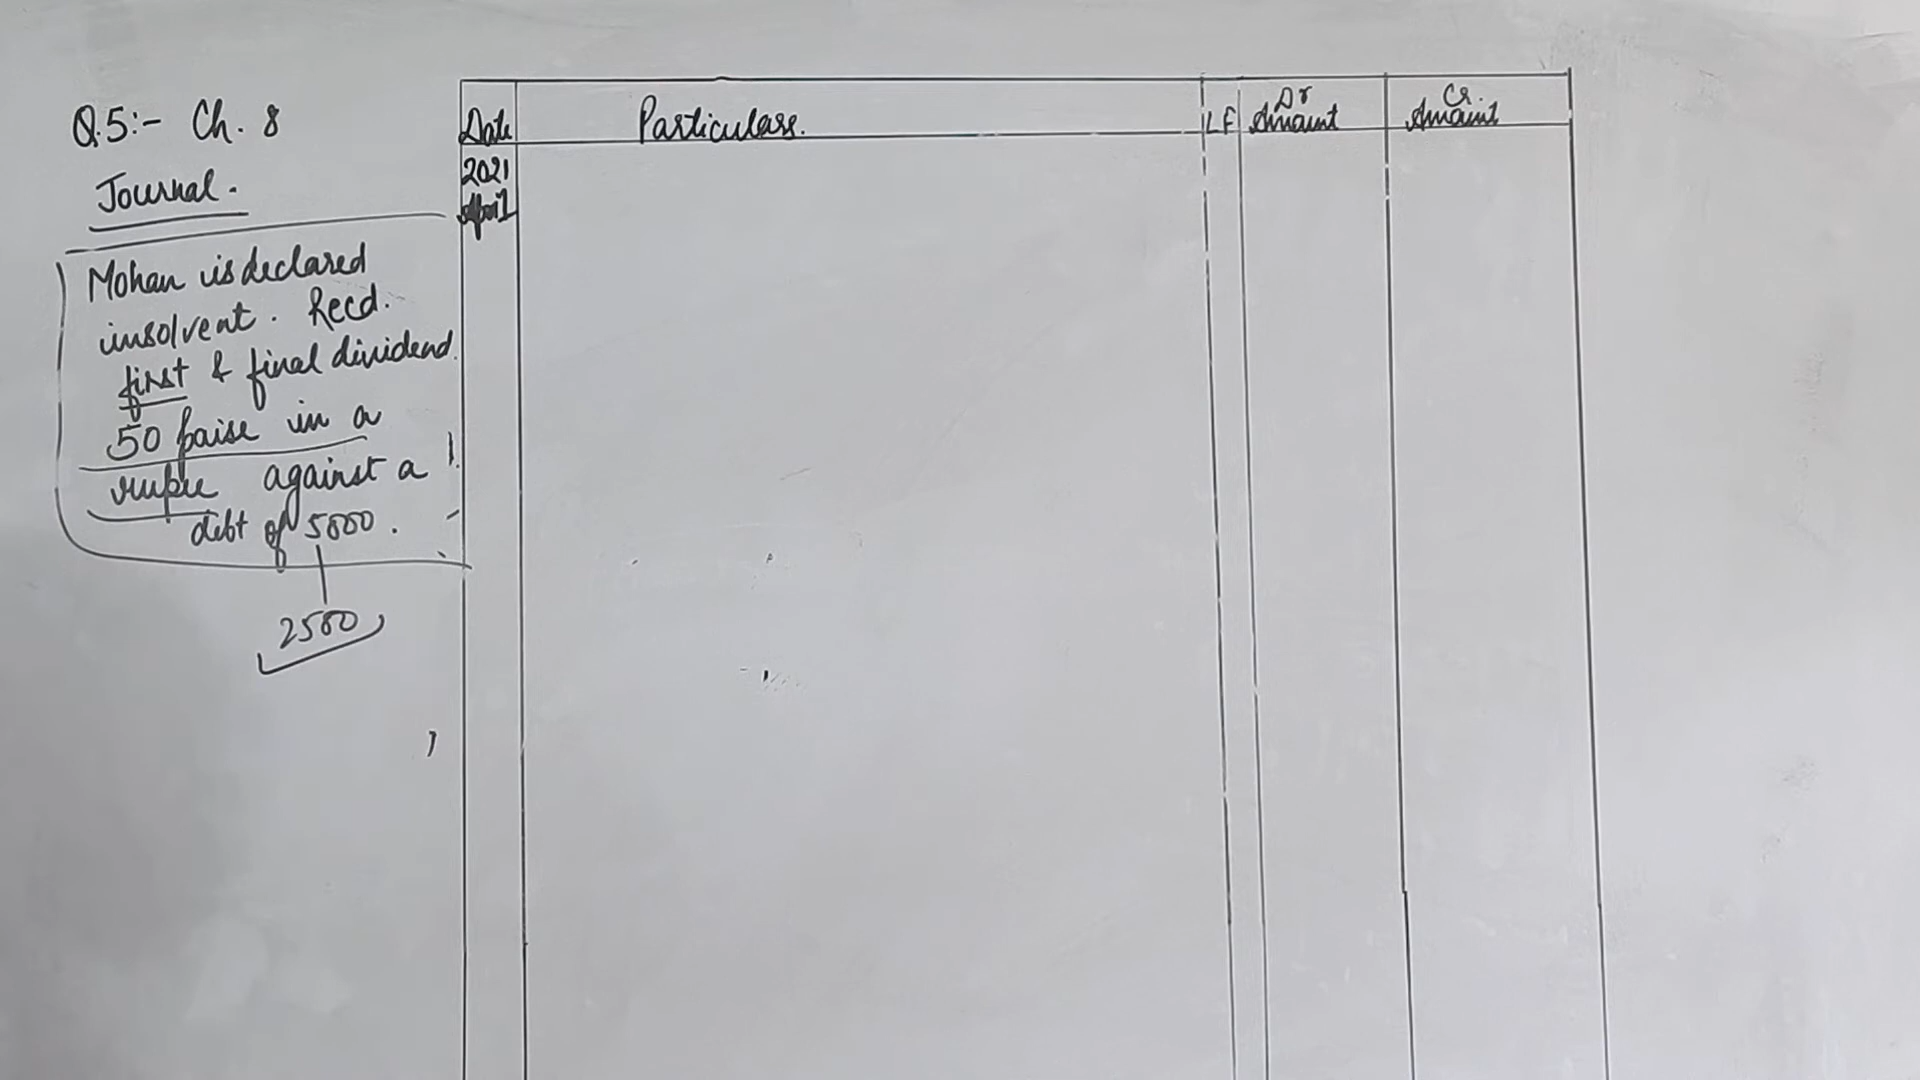 Q.5:- Ch. 8
Journal.
Mohan is declared
insolvent. Recd.
first & final dividend
50 paise in a
rupee against a
debt of 5000.
2500
Date Particulars. LF Dr Amount Cr. Amount
2021
April